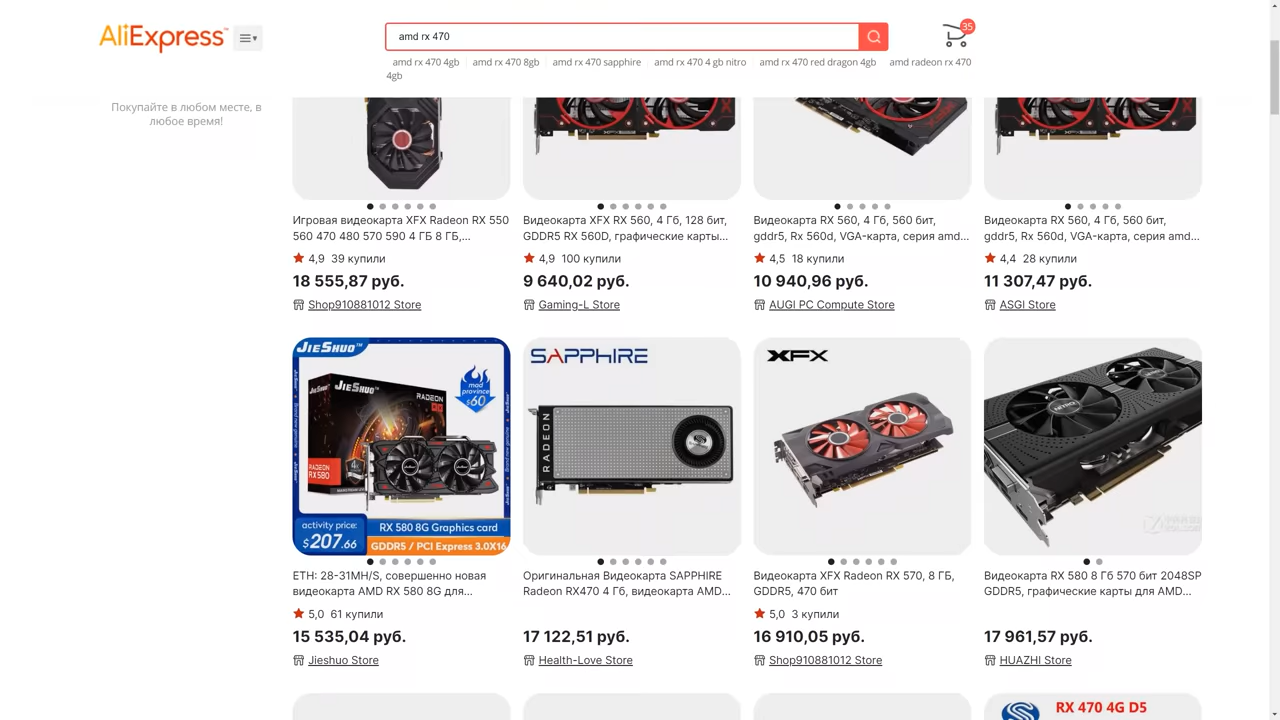 AliExpress™
35
amd rx 470
amd rx 470 4gb amd rx 470 8gb amd rx 470 sapphire amd rx 470 4 gb nitro amd rx 470 red dragon 4gb amd radeon rx 470
4gb
Покупайте в любом месте, в
любое время!
Игровая видеокарта XFX Radeon RX 550
560 470 480 570 590 4 ГБ 8 ГБ,...
4,9 39 купили
18 555,87 руб.
Shop910881012 Store
Видеокарта XFX RX 560, 4 Гб, 128 бит,
GDDR5 RX 560D, графические карты...
4,9 100 купили
9 640,02 руб.
Gaming-L Store
Видеокарта RX 560, 4 Гб, 560 бит,
gddr5, Rx 560d, VGA-карта, серия amd...
4,5 18 купили
10 940,96 руб.
AUGI PC Compute Store
Видеокарта RX 560, 4 Гб, 560 бит,
gddr5, Rx 560d, VGA-карта, серия amd...
4,4 28 купили
11 307,47 руб.
ASGI Store
JIESHUO™
JIESHUO™
RADEON
mad
province
$60
RADEON
RX580
activity price:
$207.66
RX 580 8G Graphics card
GDDR5 / PCI Express 3.0X16
ETH: 28-31MH/S, совершенно новая
видеокарта AMD RX 580 8G для...
5,0 61 купили
15 535,04 руб.
Jieshuo Store
SAPPHIRE
RADEON
Оригинальная Видеокарта SAPPHIRE
Radeon RX470 4 Гб, видеокарта AMD...
17 122,51 руб.
Health-Love Store
XFX
Видеокарта XFX Radeon RX 570, 8 ГБ,
GDDR5, 470 бит
5,0 3 купили
16 910,05 руб.
Shop910881012 Store
NITRO
Видеокарта RX 580 8 Гб 570 бит 2048SP
GDDR5, графические карты для AMD...
17 961,57 руб.
HUAZHI Store
RX 470 4G D5